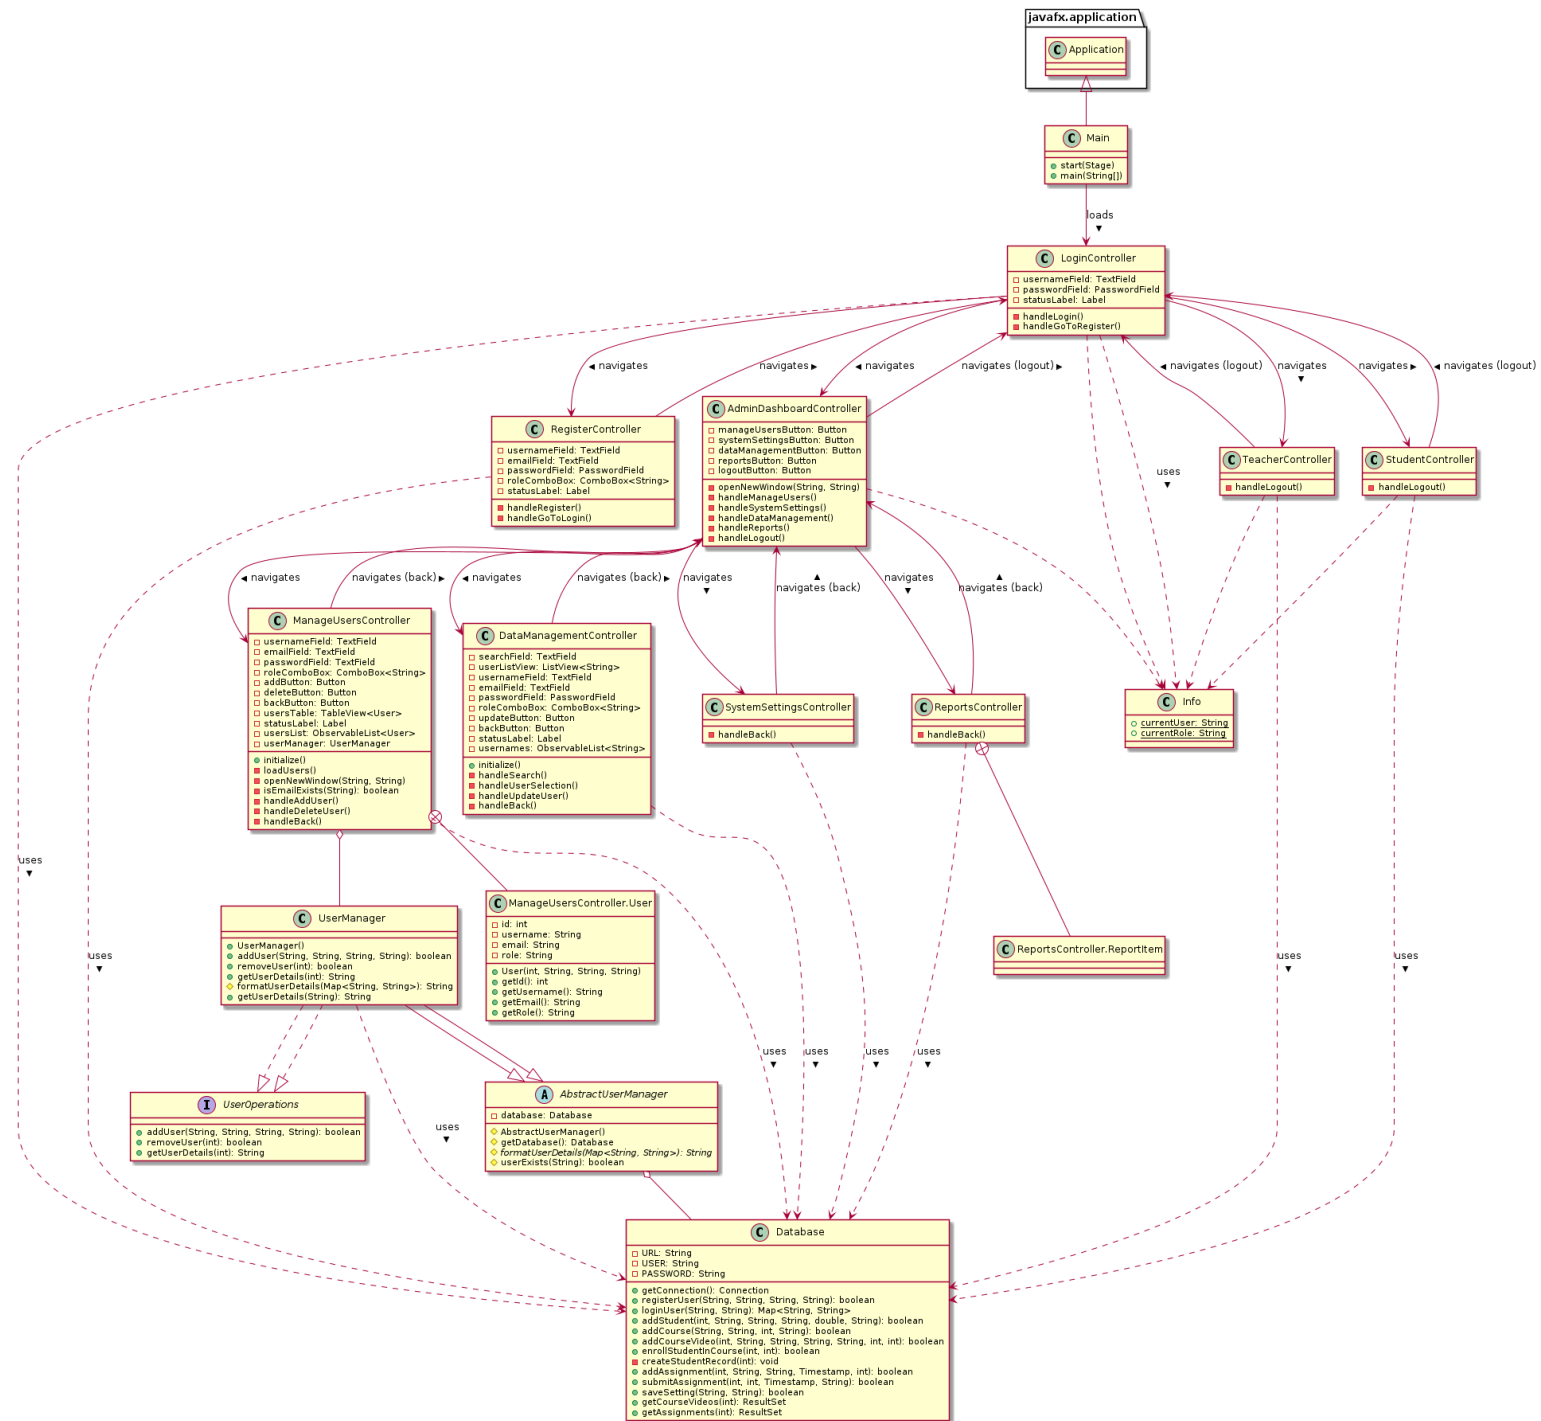 javafx.application
C Application
C Main
start(Stage)
main(String[])
loads
▼
C LoginController
usernameField: TextField
passwordField: PasswordField
statusLabel: Label
handleLogin()
handleGoToRegister()
◀ navigates
navigates ▶
◀ navigates
navigates (logout) ▶
◀ navigates (logout)
navigates
▼
navigates ▶
◀ navigates (logout)
C RegisterController
usernameField: TextField
emailField: TextField
passwordField: PasswordField
roleComboBox: ComboBox<String>
statusLabel: Label
handleRegister()
handleGoToLogin()
C AdminDashboardController
manageUsersButton: Button
systemSettingsButton: Button
dataManagementButton: Button
reportsButton: Button
logoutButton: Button
openNewWindow(String, String)
handleManageUsers()
handleSystemSettings()
handleDataManagement()
handleReports()
handleLogout()
uses
▼
C TeacherController
handleLogout()
C StudentController
handleLogout()
◀ navigates
navigates (back) ▶
◀ navigates
navigates (back) ▶
navigates
▼
▲
navigates (back)
navigates
▼
▲
navigates (back)
C ManageUsersController
usernameField: TextField
emailField: TextField
passwordField: TextField
roleComboBox: ComboBox<String>
addButton: Button
deleteButton: Button
backButton: Button
usersTable: TableView<User>
statusLabel: Label
usersList: ObservableList<User>
userManager: UserManager
initialize()
loadUsers()
openNewWindow(String, String)
isEmailExists(String): boolean
handleAddUser()
handleDeleteUser()
handleBack()
C DataManagementController
searchField: TextField
userListView: ListView<String>
usernameField: TextField
emailField: TextField
passwordField: PasswordField
roleComboBox: ComboBox<String>
updateButton: Button
backButton: Button
statusLabel: Label
usernames: ObservableList<String>
initialize()
handleSearch()
handleUserSelection()
handleUpdateUser()
handleBack()
C SystemSettingsController
handleBack()
C ReportsController
handleBack()
C Info
currentUser: String
currentRole: String
uses
▼
C UserManager
UserManager()
addUser(String, String, String, String): boolean
removeUser(int): boolean
getUserDetails(int): String
formatUserDetails(Map<String, String>): String
getUserDetails(String): String
C ManageUsersController.User
id: int
username: String
email: String
role: String
User(int, String, String, String)
getId(): int
getUsername(): String
getEmail(): String
getRole(): String
C ReportsController.ReportItem
uses
▼
uses
▼
uses
▼
uses
▼
uses
▼
uses
▼
uses
▼
uses
▼
I UserOperations
addUser(String, String, String, String): boolean
removeUser(int): boolean
getUserDetails(int): String
A AbstractUserManager
database: Database
AbstractUserManager()
getDatabase(): Database
formatUserDetails(Map<String, String>): String
userExists(String): boolean
C Database
URL: String
USER: String
PASSWORD: String
getConnection(): Connection
registerUser(String, String, String, String): boolean
loginUser(String, String): Map<String, String>
addStudent(int, String, String, String, double, String): boolean
addCourse(String, String, int, String): boolean
addCourseVideo(int, String, String, String, String, int, int): boolean
enrollStudentInCourse(int, int): boolean
createStudentRecord(int): void
addAssignment(int, String, String, Timestamp, int): boolean
submitAssignment(int, int, Timestamp, String): boolean
saveSetting(String, String): boolean
getCourseVideos(int): ResultSet
getAssignments(int): ResultSet